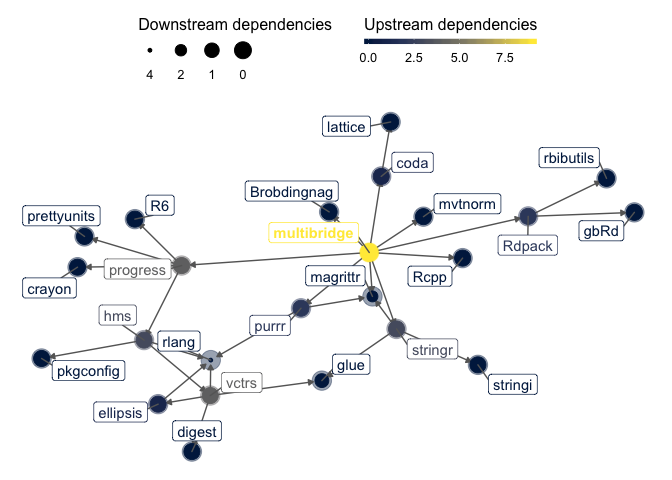 Downstream dependencies
4 2 1 0
Upstream dependencies
0.0 2.5 5.0 7.5
lattice
coda
rbibutils
Brobdingnag
mvtnorm
R6
prettyunits
multibridge
gbRd
Rdpack
progress
magrittr
Rcpp
crayon
hms
purrr
rlang
stringr
glue
pkgconfig
vctrs
stringi
ellipsis
digest